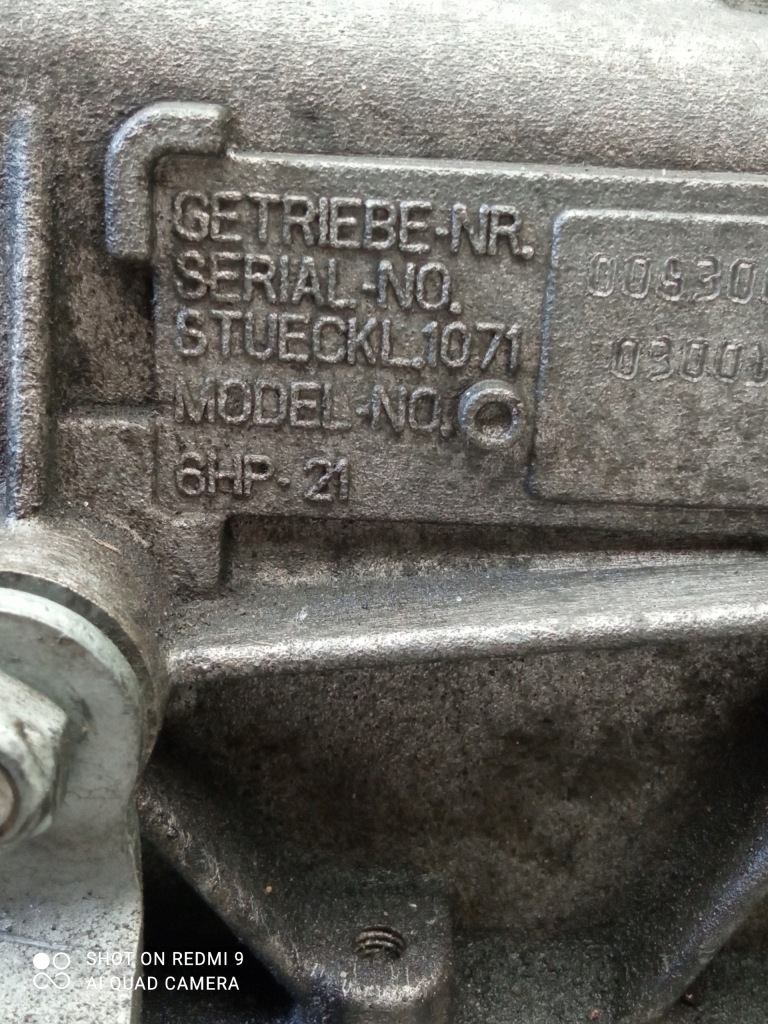 GETRIEBE-NR.
SERIAL-NO.
STUECKL.1071
MODEL-NO.
6HP-21
SHOT ON REDMI 9
AI QUAD CAMERA